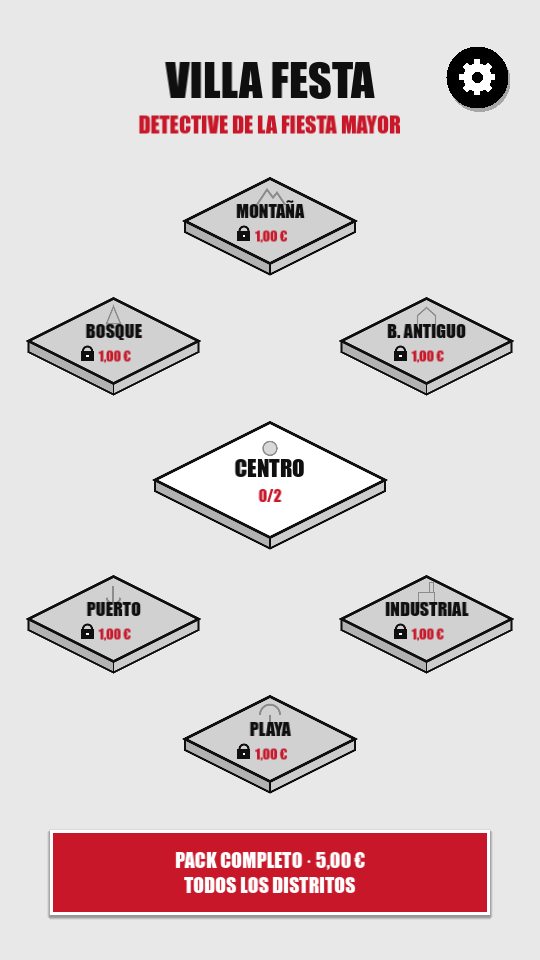 VILLA FESTA
DETECTIVE DE LA FIESTA MAYOR
MONTAÑA
1,00 €
BOSQUE
1,00 €
B. ANTIGUO
1,00 €
CENTRO
0/2
PUERTO
1,00 €
INDUSTRIAL
1,00 €
PLAYA
1,00 €
PACK COMPLETO · 5,00 €
TODOS LOS DISTRITOS